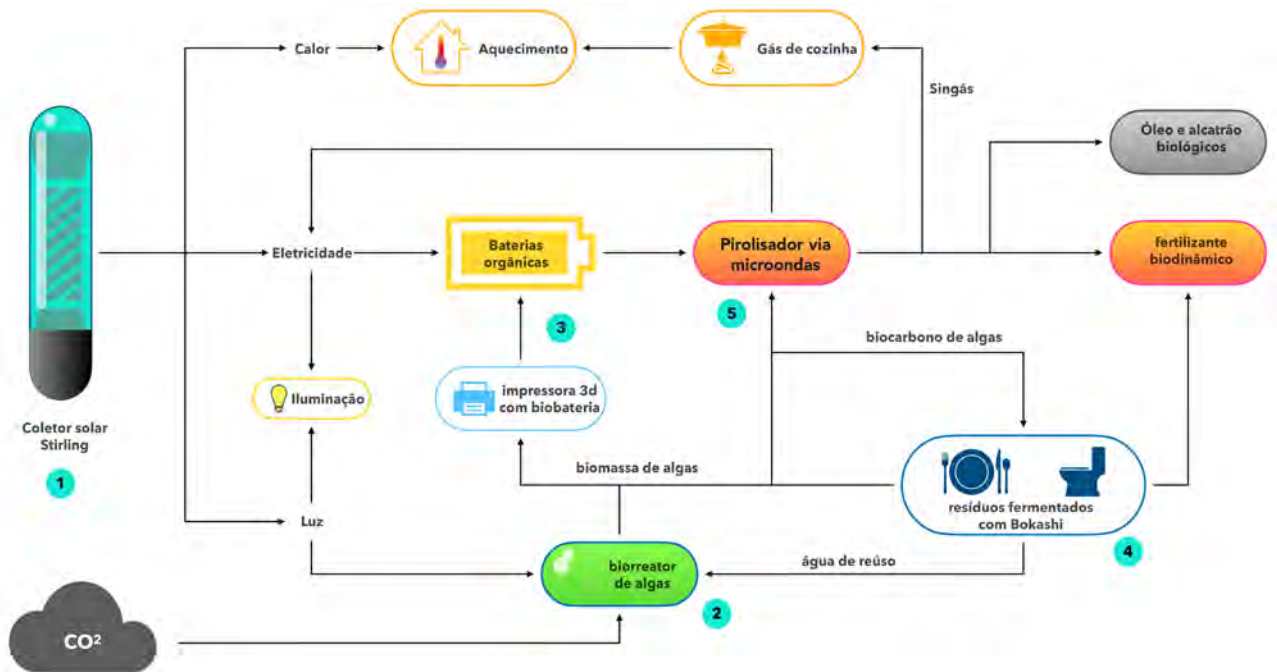 Calor
Aquecimento
Gás de cozinha
Singás
Óleo e alcatrão
biológicos
Eletricidade
Baterias
orgânicas
Pirolisador via
microondas
fertilizante
biodinâmico
3
5
biocarbono de algas
Iluminação
impressora 3d
com biobateria
Coletor solar
Stirling
1
biomassa de algas
resíduos fermentados
com Bokashi
4
Luz
água de reúso
biorreator
de algas
2
CO²